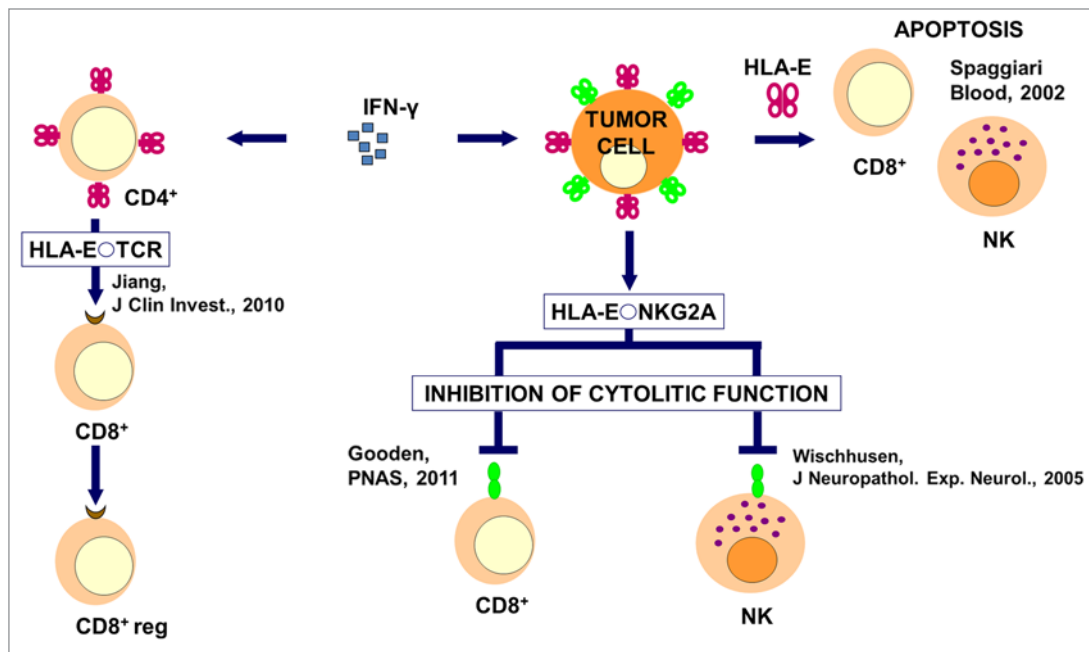 APOPTOSIS
HLA-E
Spaggiari
Blood, 2002
IFN-γ
TUMOR
CELL
CD8⁺
CD4⁺
NK
HLA-E○TCR
Jiang,
J Clin Invest., 2010
HLA-E○NKG2A
INHIBITION OF CYTOLITIC FUNCTION
CD8⁺
Gooden,
PNAS, 2011
Wischhusen,
J Neuropathol. Exp. Neurol., 2005
CD8⁺
NK
CD8⁺ reg